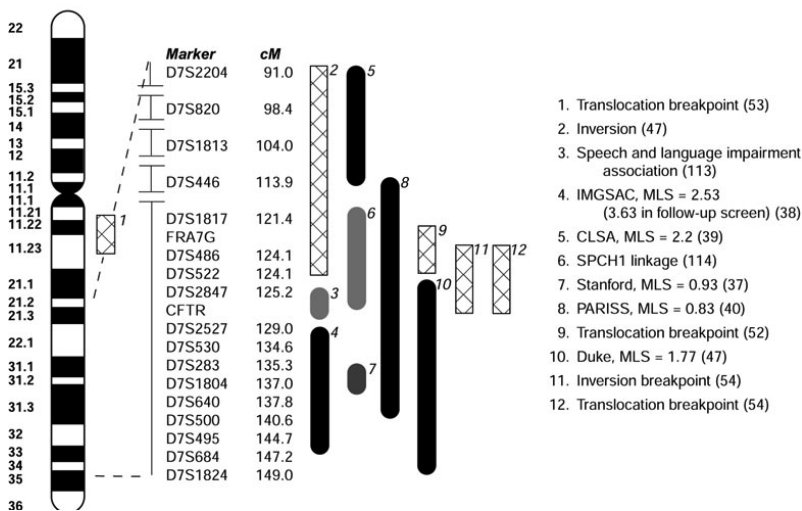 22
21
15.3
15.2
15.1
14
13
12
11.2
11.1
11.1
11.21
11.22
11.23
21.1
21.2
21.3
22.1
31.1
31.2
31.3
32
33
34
35
36
1
Marker cM
D7S2204 91.0
D7S820 98.4
D7S1813 104.0
D7S446 113.9
D7S1817 121.4
FRA7G
D7S486 124.1
D7S522 124.1
D7S2847 125.2
CFTR
D7S2527 129.0
D7S530 134.6
D7S283 135.3
D7S1804 137.0
D7S640 137.8
D7S500 140.6
D7S495 144.7
D7S684 147.2
D7S1824 149.0
2
5
8
6
9
11
12
3
10
4
7
1. Translocation breakpoint (53)
2. Inversion (47)
3. Speech and language impairment
association (113)
4. IMGSAC, MLS = 2.53
(3.63 in follow-up screen) (38)
5. CLSA, MLS = 2.2 (39)
6. SPCH1 linkage (114)
7. Stanford, MLS = 0.93 (37)
8. PARISS, MLS = 0.83 (40)
9. Translocation breakpoint (52)
10. Duke, MLS = 1.77 (47)
11. Inversion breakpoint (54)
12. Translocation breakpoint (54)